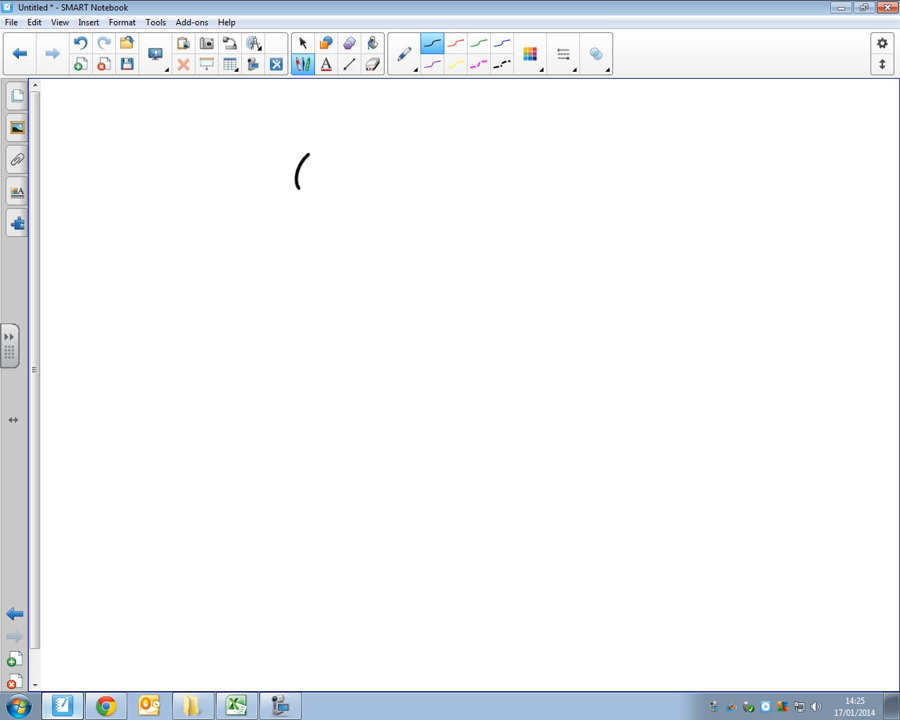 Untitled * - SMART Notebook
File Edit View Insert Format Tools Add-ons Help
(
14:25
17/01/2014